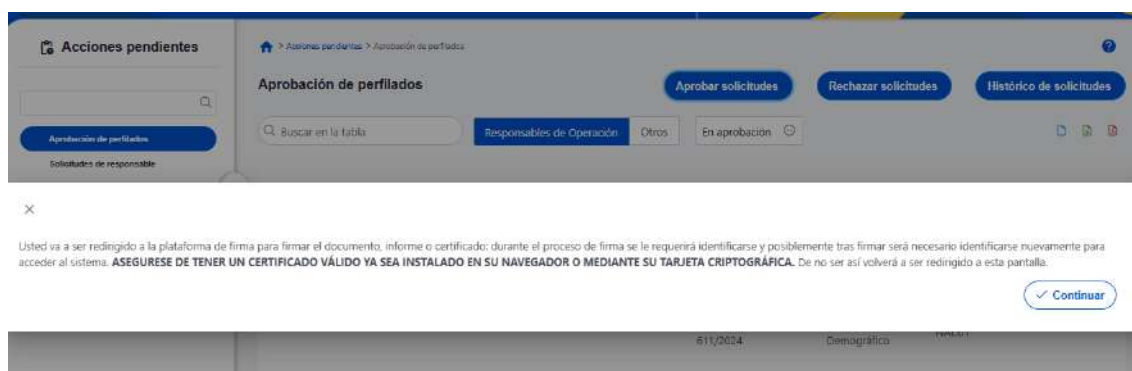 Acciones pendientes
> Acciones pendientes > Aprobación de perfilados
Aprobación de perfilados
Aprobar solicitudes
Rechazar solicitudes
Histórico de solicitudes
Buscar en la tabla
Responsables de Operación
Otros
En aprobación
Aprobación de perfilados
Solicitudes de responsable
Usted va a ser redirigido a la plataforma de firma para firmar el documento, informe o certificado: durante el proceso de firma se le requerirá identificarse y posiblemente tras firmar será necesario identificarse nuevamente para
acceder al sistema. ASEGURESE DE TENER UN CERTIFICADO VÁLIDO YA SEA INSTALADO EN SU NAVEGADOR O MEDIANTE SU TARJETA CRIPTOGRÁFICA. De no ser así volverá a ser redirigido a esta pantalla.
Continuar
611/2024
Demográfico